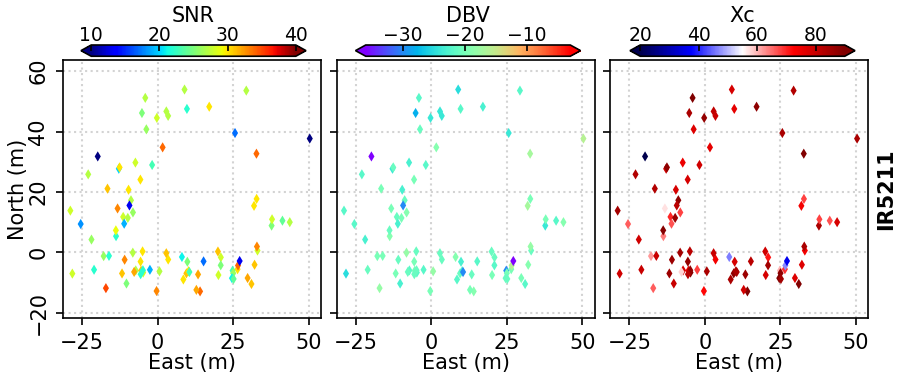 SNR DBV Xc
10 20 30 40 −30 −20 −10 20 40 60 80
60
40
20
0
−20
North (m)
IR5211
−25 0 25 50 −25 0 25 50 −25 0 25 50
East (m) East (m) East (m)